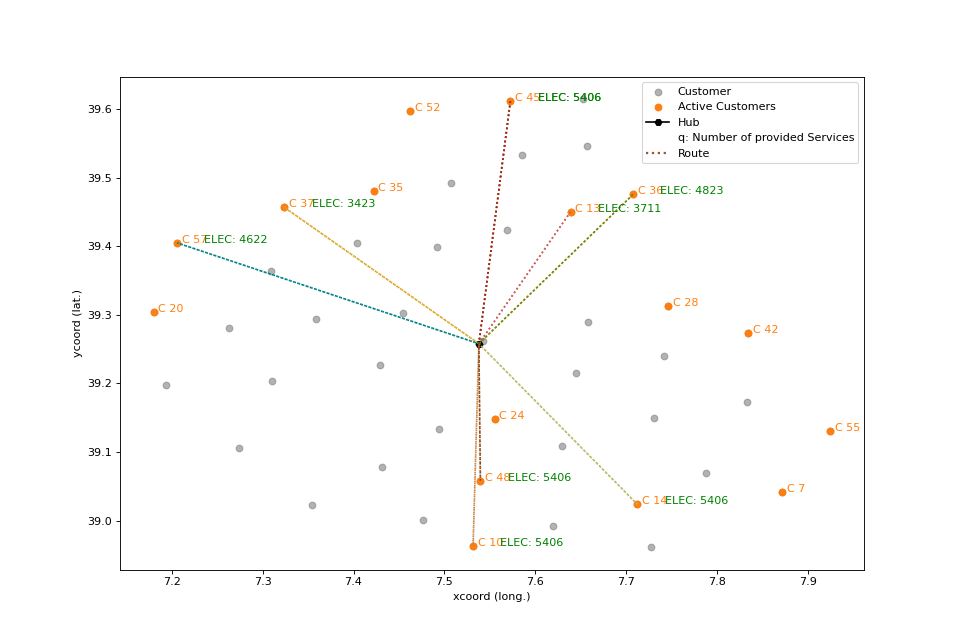 Customer
Active Customers
Hub
q: Number of provided Services
Route
C 45 ELEC: 5406
C 52
C 35
C 36 ELEC: 4823
C 37 ELEC: 3423
C 13 ELEC: 3711
C 57 ELEC: 4622
C 20
C 28
C 42
C 24
C 55
C 48 ELEC: 5406
C 7
C 14 ELEC: 5406
C 10 ELEC: 5406
39.6
39.5
39.4
39.3
39.2
39.1
39.0
ycoord (lat.)
7.2 7.3 7.4 7.5 7.6 7.7 7.8 7.9
xcoord (long.)